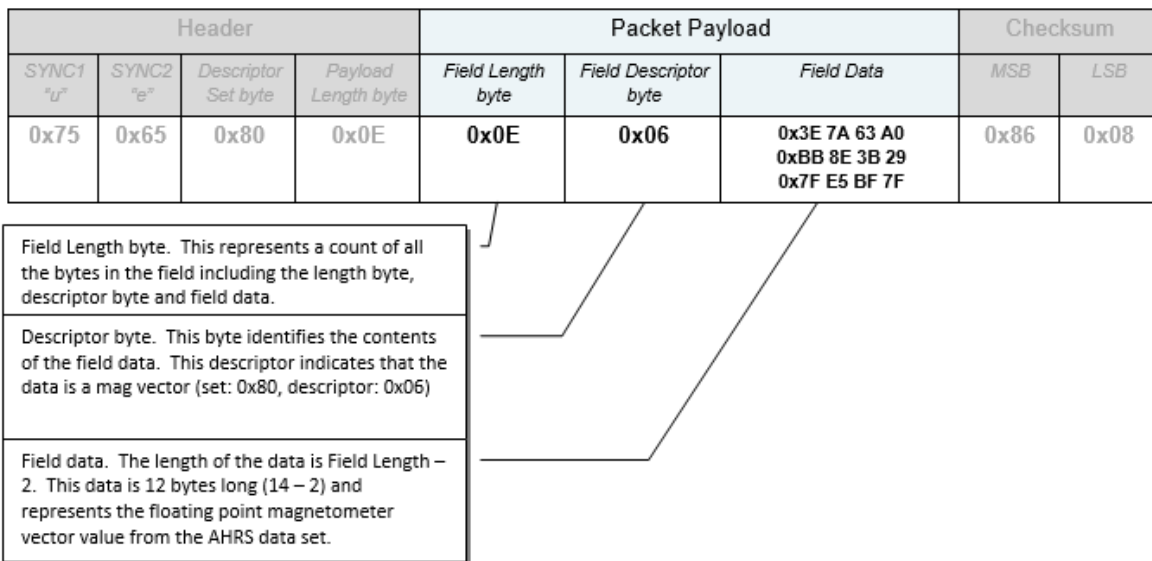 Header Packet Payload Checksum
SYNC1 "u" SYNC2 "e" Descriptor Set byte Payload Length byte Field Length byte Field Descriptor byte Field Data MSB LSB
0x75 0x65 0x80 0x0E 0x0E 0x06 0x3E 7A 63 A0 0x86 0x08
0xBB 8E 3B 29
0x7F E5 BF 7F
Field Length byte. This represents a count of all
the bytes in the field including the length byte,
descriptor byte and field data.
Descriptor byte. This byte identifies the contents
of the field data. This descriptor indicates that the
data is a mag vector (set: 0x80, descriptor: 0x06)
Field data. The length of the data is Field Length –
2. This data is 12 bytes long (14 – 2) and
represents the floating point magnetometer
vector value from the AHRS data set.